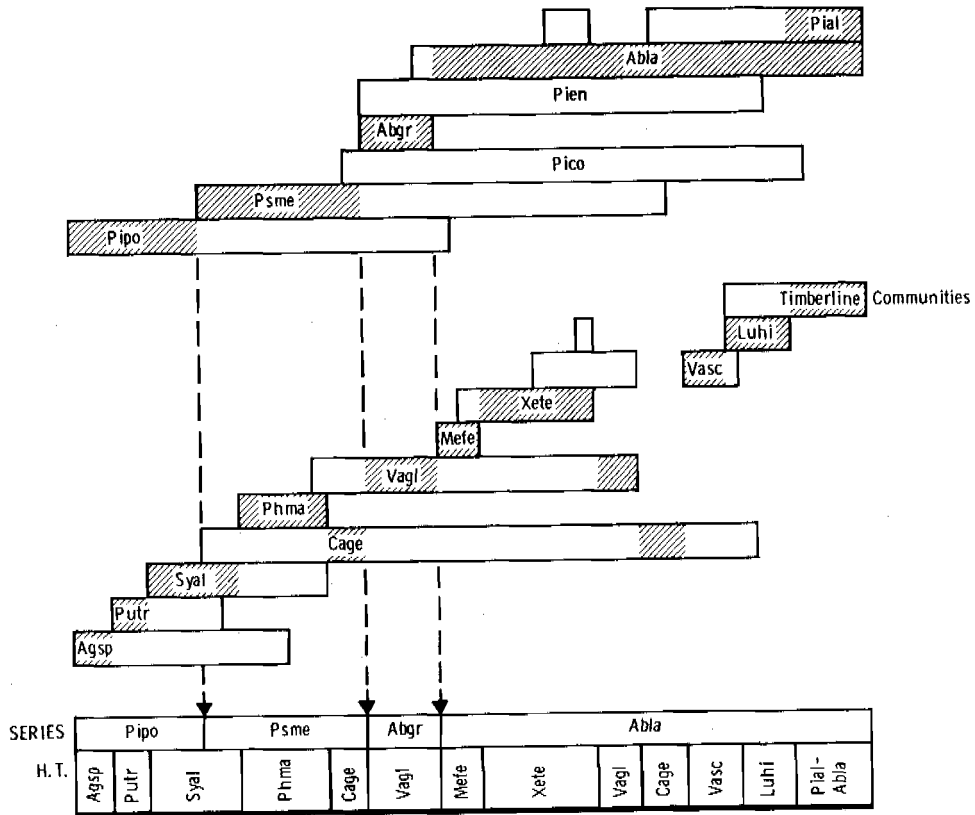 Pial
Abla
Pien
Abgr
Pico
Psme
Pipo
Timberline Communities
Luhi
Vasc
Xete
Mefe
Vagl
Phma
Cage
Syal
Putr
Agsp
SERIES Pipo Psme Abgr Abla
H.T. Agsp Putr Syal Phma Cage Vagl Mefe Xete Vagl Cage Vasc Luhi Pial-
Abla